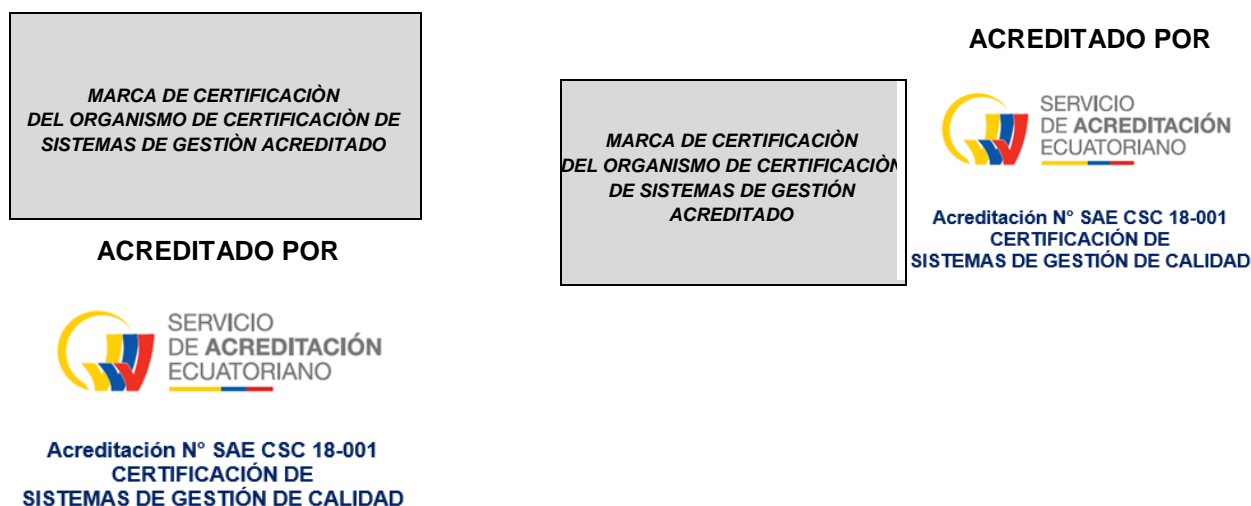 MARCA DE CERTIFICACIÒN
DEL ORGANISMO DE CERTIFICACIÒN DE
SISTEMAS DE GESTIÒN ACREDITADO
ACREDITADO POR
SERVICIO
DE ACREDITACIÓN
ECUATORIANO
Acreditación N° SAE CSC 18-001
CERTIFICACIÓN DE
SISTEMAS DE GESTIÓN DE CALIDAD
MARCA DE CERTIFICACIÒN
DEL ORGANISMO DE CERTIFICACIÒN
DE SISTEMAS DE GESTIÓN
ACREDITADO
ACREDITADO POR
SERVICIO
DE ACREDITACIÓN
ECUATORIANO
Acreditación N° SAE CSC 18-001
CERTIFICACIÓN DE
SISTEMAS DE GESTIÓN DE CALIDAD